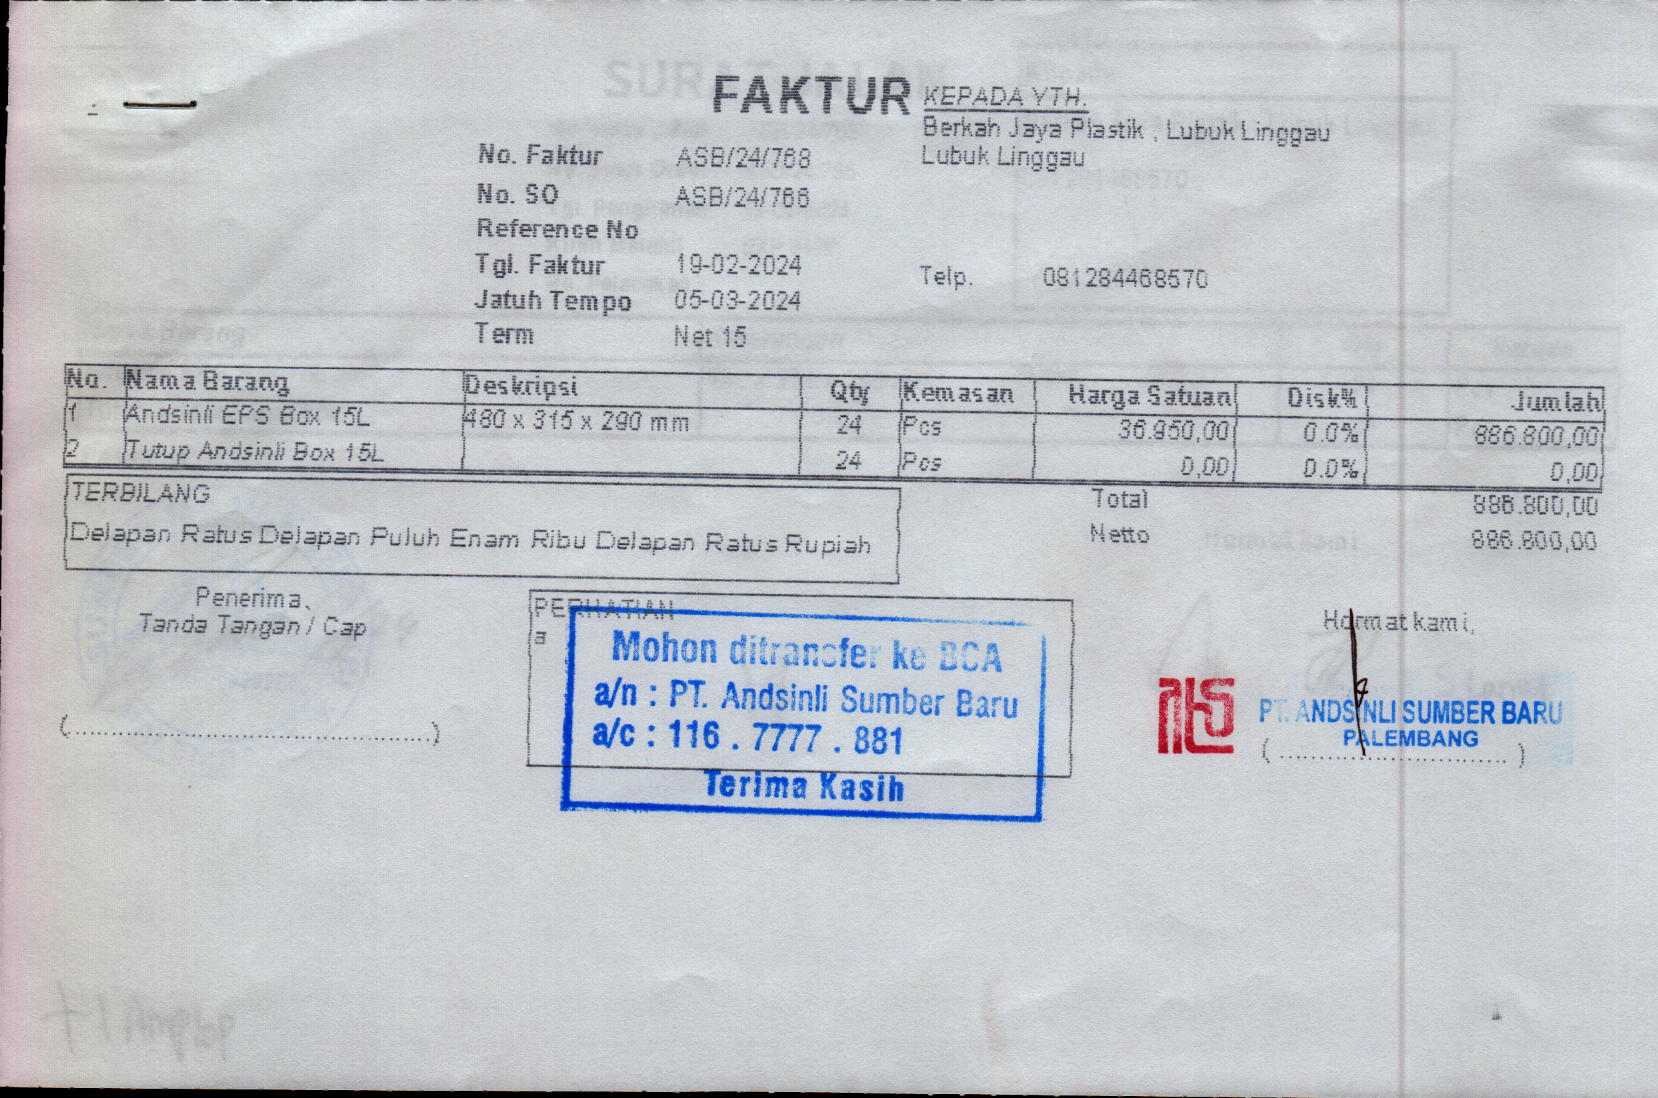 FAKTUR
KEPADA YTH.
Berkah Jaya Plastik , Lubuk Linggau
Lubuk Linggau
No. Faktur ASB/24/768
No. SO ASB/24/766
Reference No
Tgl. Faktur 19-02-2024
Telp. 081284468570
Jatuh Tempo 05-03-2024
Term Net 15
No. Nama Barang Deskripsi Qty Kemasan Harga Satuan Disk% Jumlah
1 Andsinli EPS Box 15L 480 x 315 x 290 mm 24 Pcs 36.950,00 0.0% 886.800,00
2 Tutup Andsinli Box 15L 24 Pcs 0,00 0.0% 0,00
TERBILANG
Delapan Ratus Delapan Puluh Enam Ribu Delapan Ratus Rupiah
Total 886.800,00
Netto 886.800,00
Penerima,
Tanda Tangan / Cap
(........................................)
PERHATIAN
a
Mohon ditransfer ke BCA
a/n : PT. Andsinli Sumber Baru
a/c : 116 . 7777 . 881
Terima Kasih
Hormat kami,
PT. ANDSINLI SUMBER BARU
PALEMBANG
(..............................)